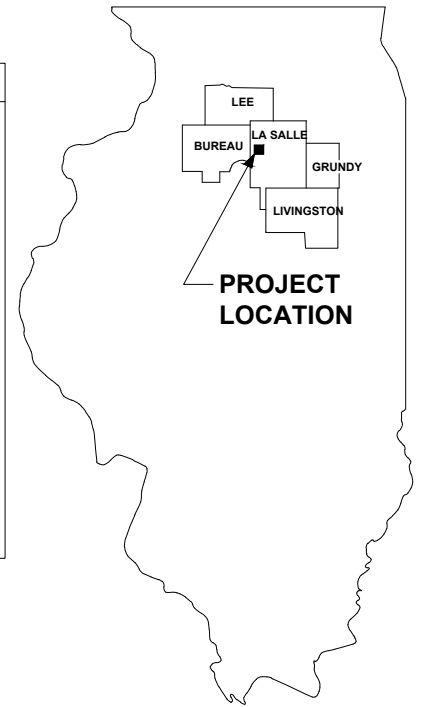 LEE
LA SALLE
BUREAU
GRUNDY
LIVINGSTON
PROJECT
LOCATION